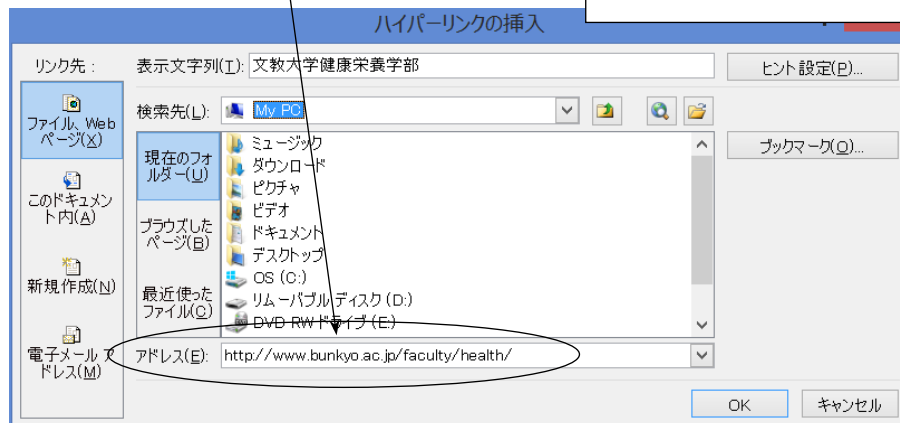 ハイパーリンクの挿入
リンク先 :
表示文字列(T): 文教大学健康栄養学部
ヒント設定(P)...
ファイル、Web
ページ(X)
検索先(L): My PC
ブックマーク(O)...
現在のフォ
ルダー(U)
ミュージック
ダウンロード
ピクチャ
ビデオ
ドキュメント
デスクトップ
OS (C:)
リムーバブル ディスク (D:)
DVD RW ドライブ (E:)
このドキュメン
ト内(A)
ブラウズした
ページ(B)
新規作成(N)
最近使った
ファイル(C)
電子メール ア
ドレス(M)
アドレス(E): http://www.bunkyo.ac.jp/faculty/health/
OK
キャンセル